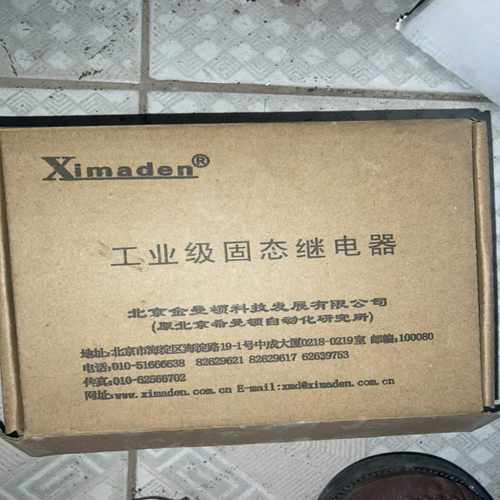 Ximaden®
工业级固态继电器
北京金曼顿科技发展有限公司
(原北京希曼顿自动化研究所)
地址:北京市海淀区海淀路19-1号中成大厦0218-0219室 邮编:100080
电话:010-51666638 82629621 82629617 62639753
传真:010-62566702
网址:www.ximaden.com.cn E-mail:xmd@ximaden.com.cn